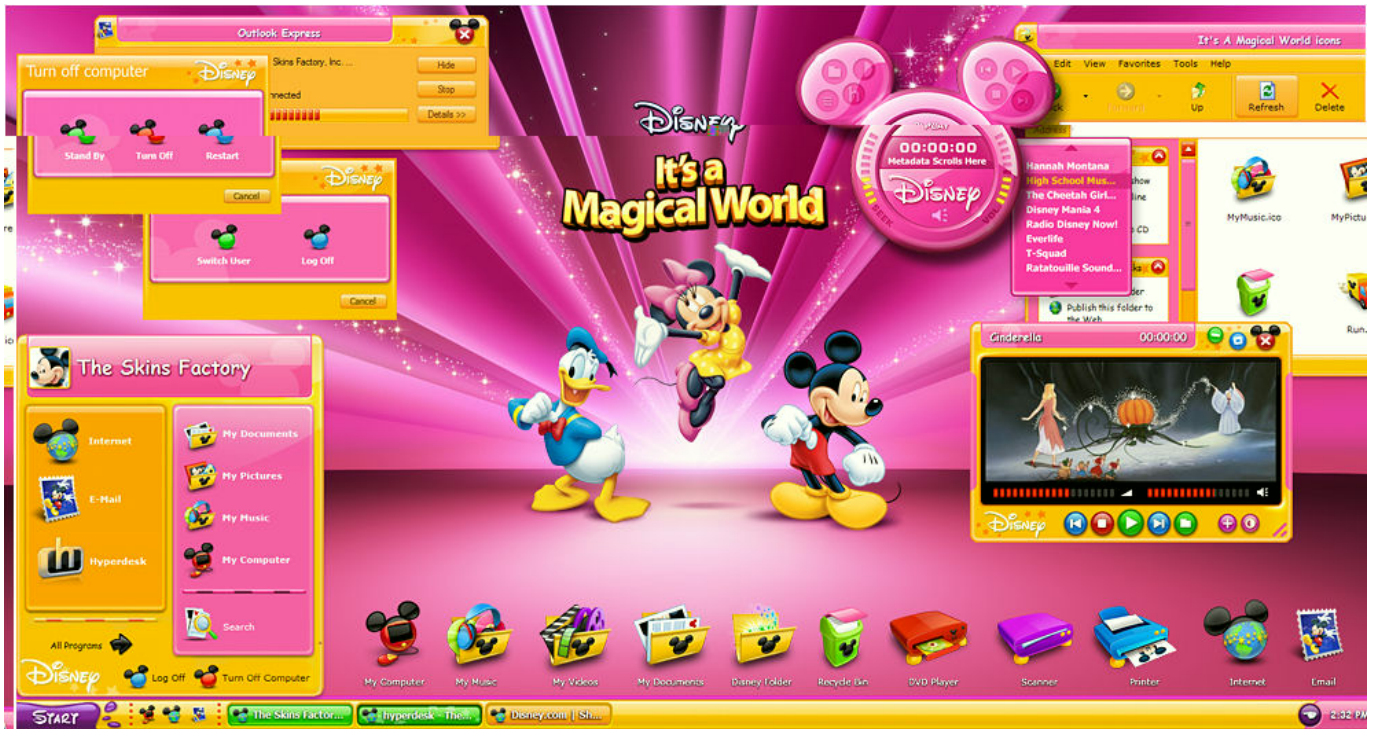 Outlook Express
Turn off computer
Disney
Skins Factory, Inc. ...
Hide
Stop
Details >>
Stand By
Turn Off
Restart
Cancel
Disney
Switch User
Log Off
Cancel
Disney
It's a
Magical World
00:00:00
Metadata Scrolls Here
Disney
SEEK
VOL
It's A Magical World icons
Edit View Favorites Tools Help
Forward
Up
Refresh
Delete
Address
Hannah Montana
High School Mus...
The Cheetah Girl...
Disney Mania 4
Radio Disney Now!
Everlife
T-Squad
Ratatouille Sound...
Publish this folder to
the Web
MyMusic.ico
MyPictu
Run.
Cinderella
00:00:00
Disney
The Skins Factory
Internet
E-Mail
Hyperdesk
My Documents
My Pictures
My Music
My Computer
Search
All Programs
Disney
Log Off
Turn Off Computer
My Computer
My Music
My Videos
My Documents
Disney Folder
Recycle Bin
DVD Player
Scanner
Printer
Internet
Email
START
The Skins Factor...
hyperdesk - The...
Disney.com | Sh...
2:32 PM